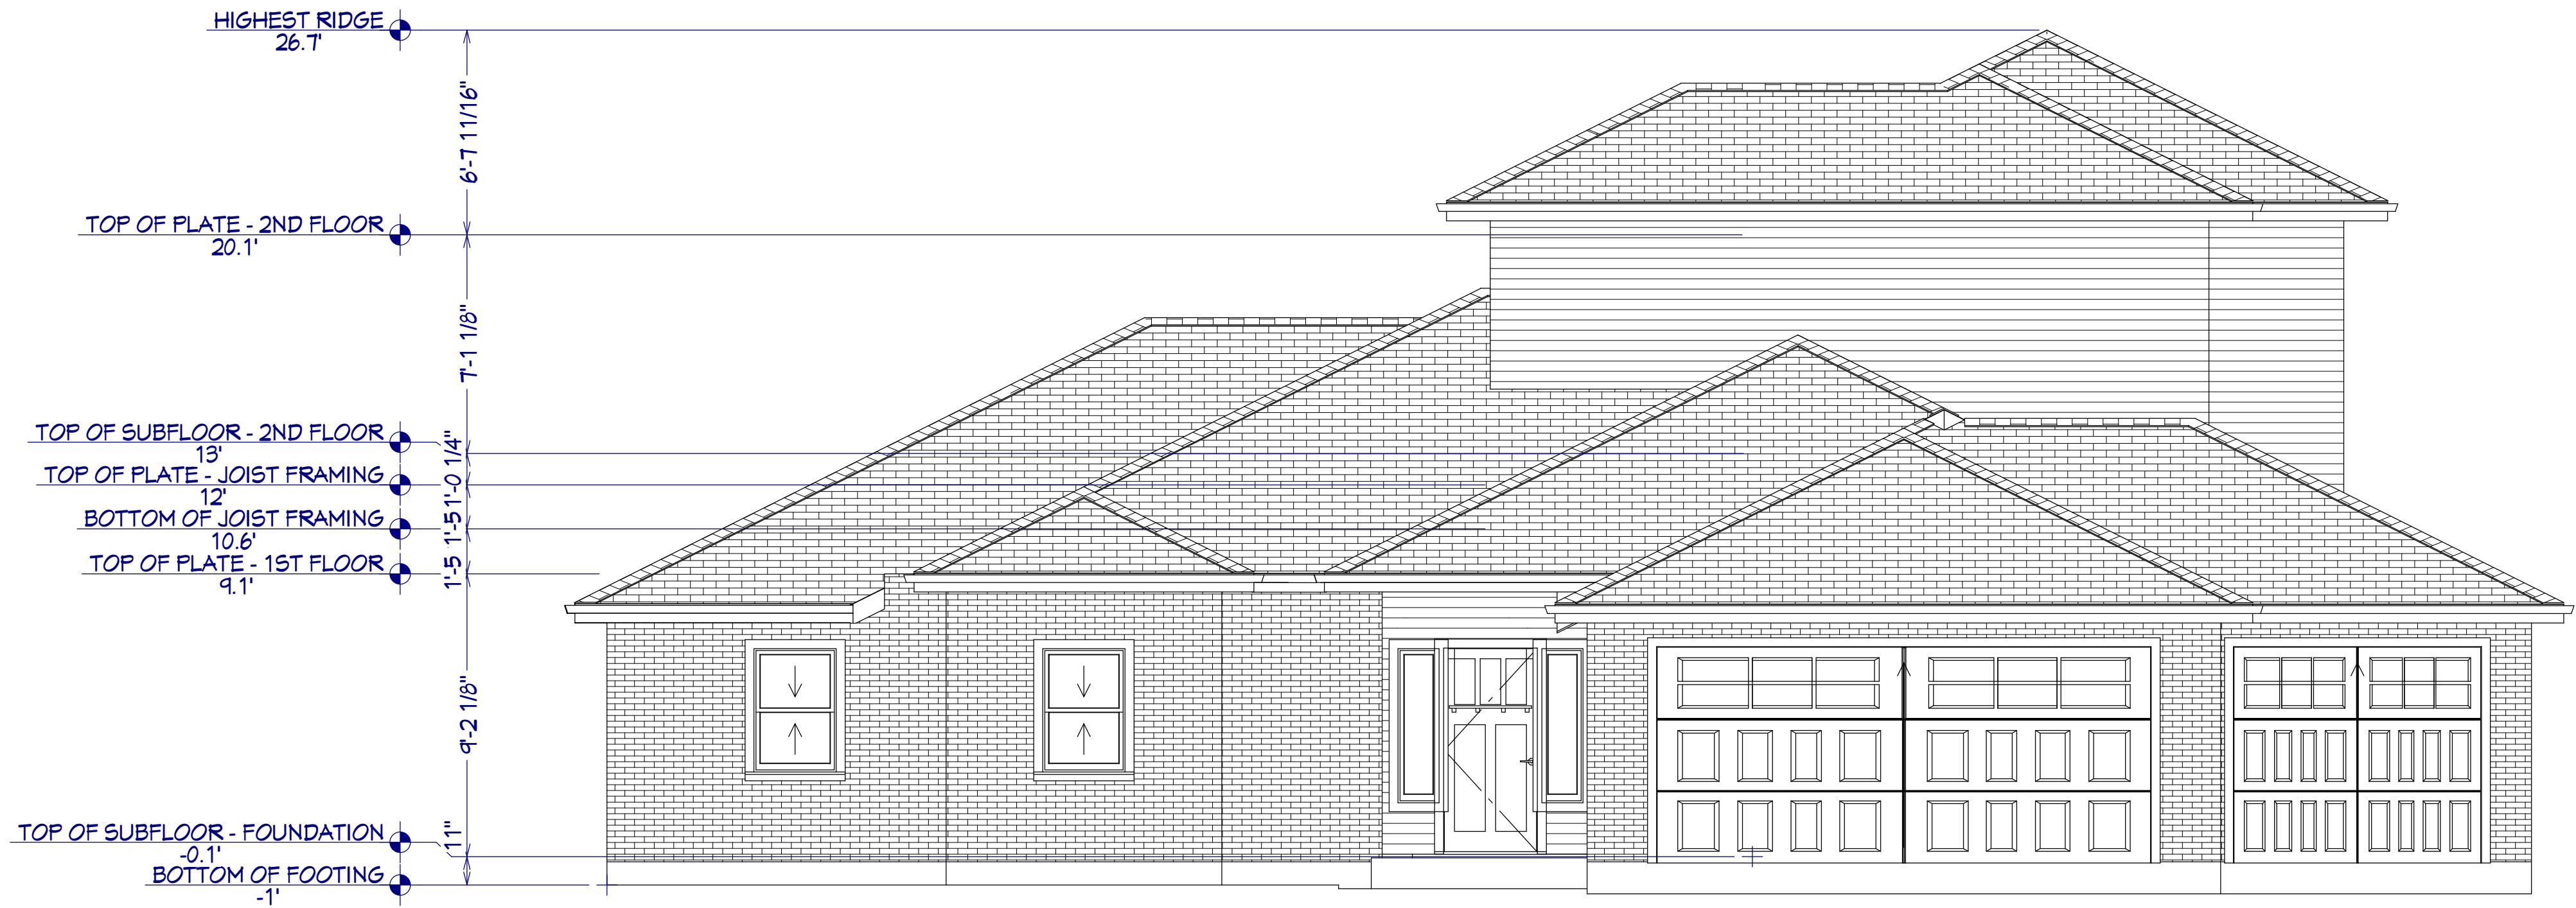 HIGHEST RIDGE
26.7'
6'-7 11/16"
TOP OF PLATE - 2ND FLOOR
20.1'
7'-1 1/8"
TOP OF SUBFLOOR - 2ND FLOOR
13'
1'-0 1/4"
TOP OF PLATE - JOIST FRAMING
12'
1'-5
BOTTOM OF JOIST FRAMING
10.6'
1'-5
TOP OF PLATE - 1ST FLOOR
9.1'
9'-2 1/8"
TOP OF SUBFLOOR - FOUNDATION
-0.1'
11"
BOTTOM OF FOOTING
-1'